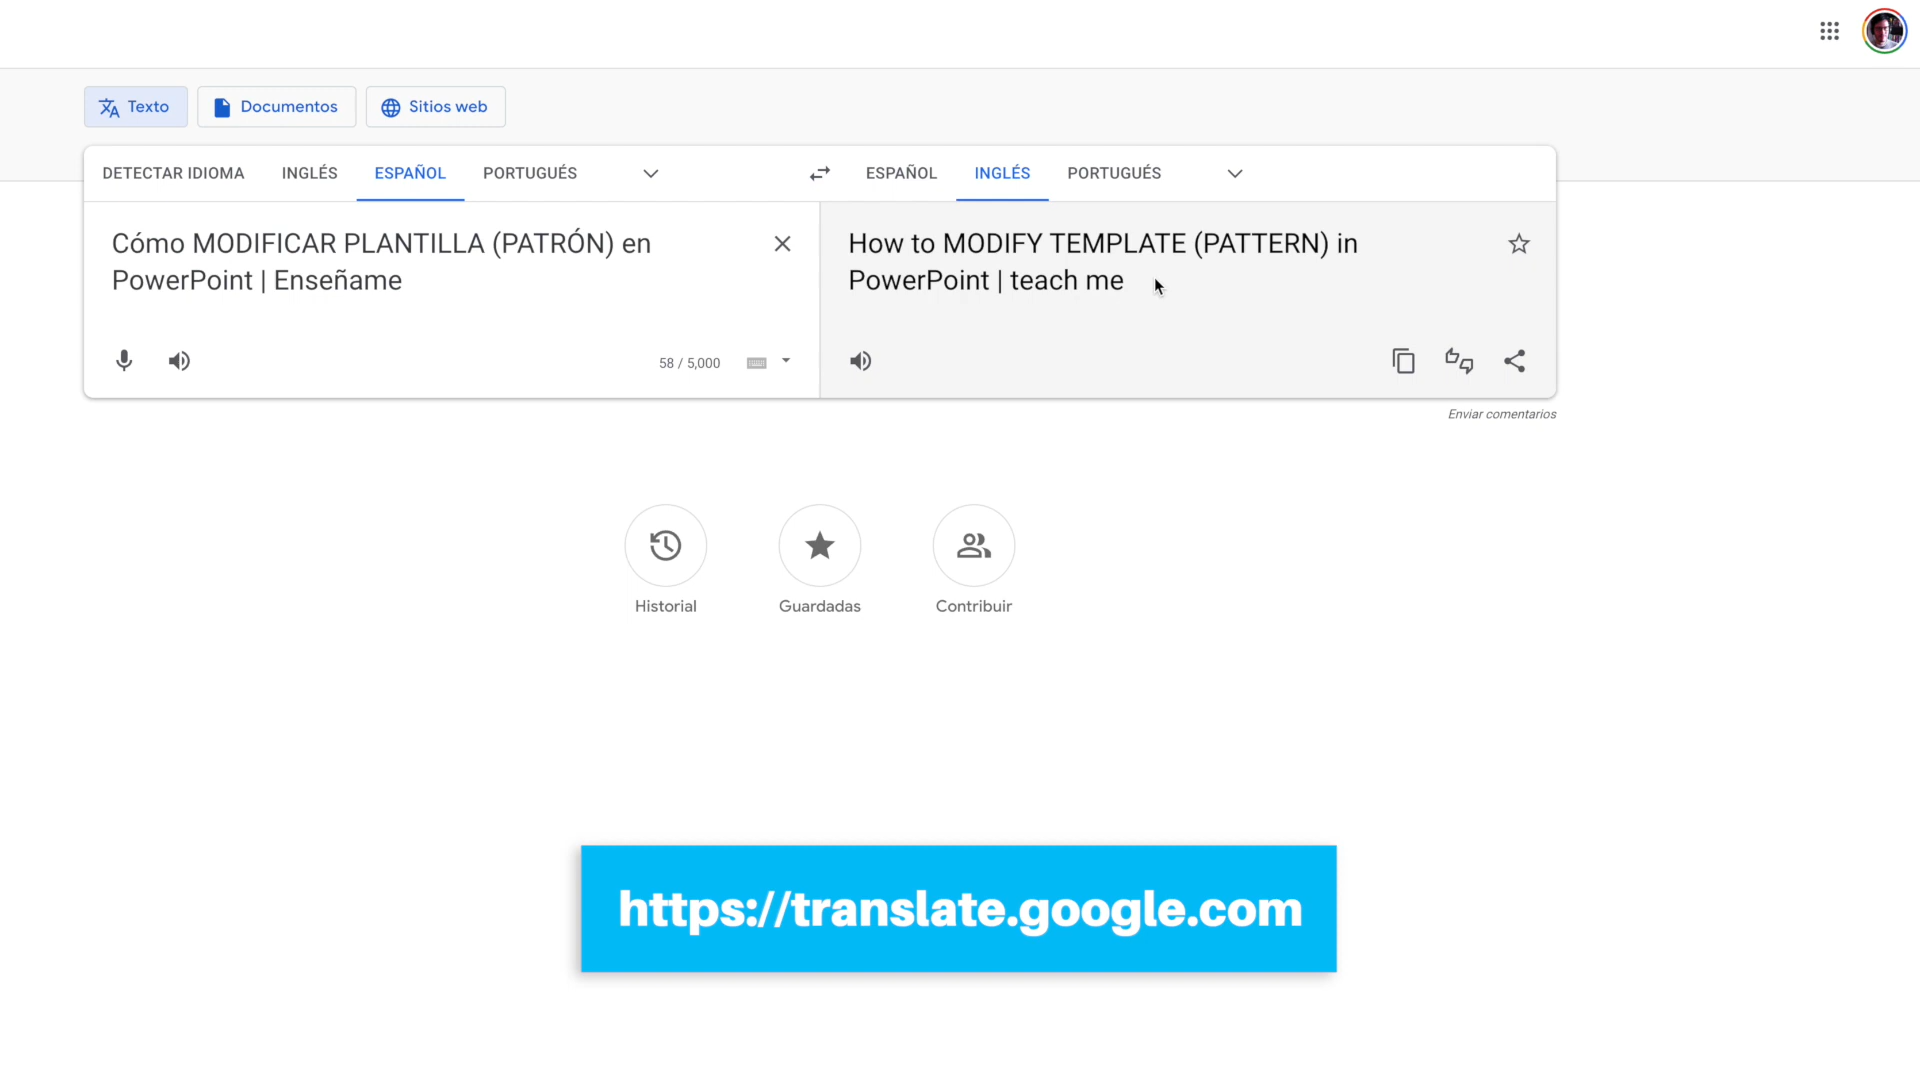 Texto
Documentos
Sitios web
DETECTAR IDIOMA
INGLÉS
ESPAÑOL
PORTUGUÉS
ESPAÑOL
INGLÉS
PORTUGUÉS
Cómo MODIFICAR PLANTILLA (PATRÓN) en
PowerPoint | Enseñame
How to MODIFY TEMPLATE (PATTERN) in
PowerPoint | teach me
58 / 5,000
Enviar comentarios
Historial
Guardadas
Contribuir
https://translate.google.com